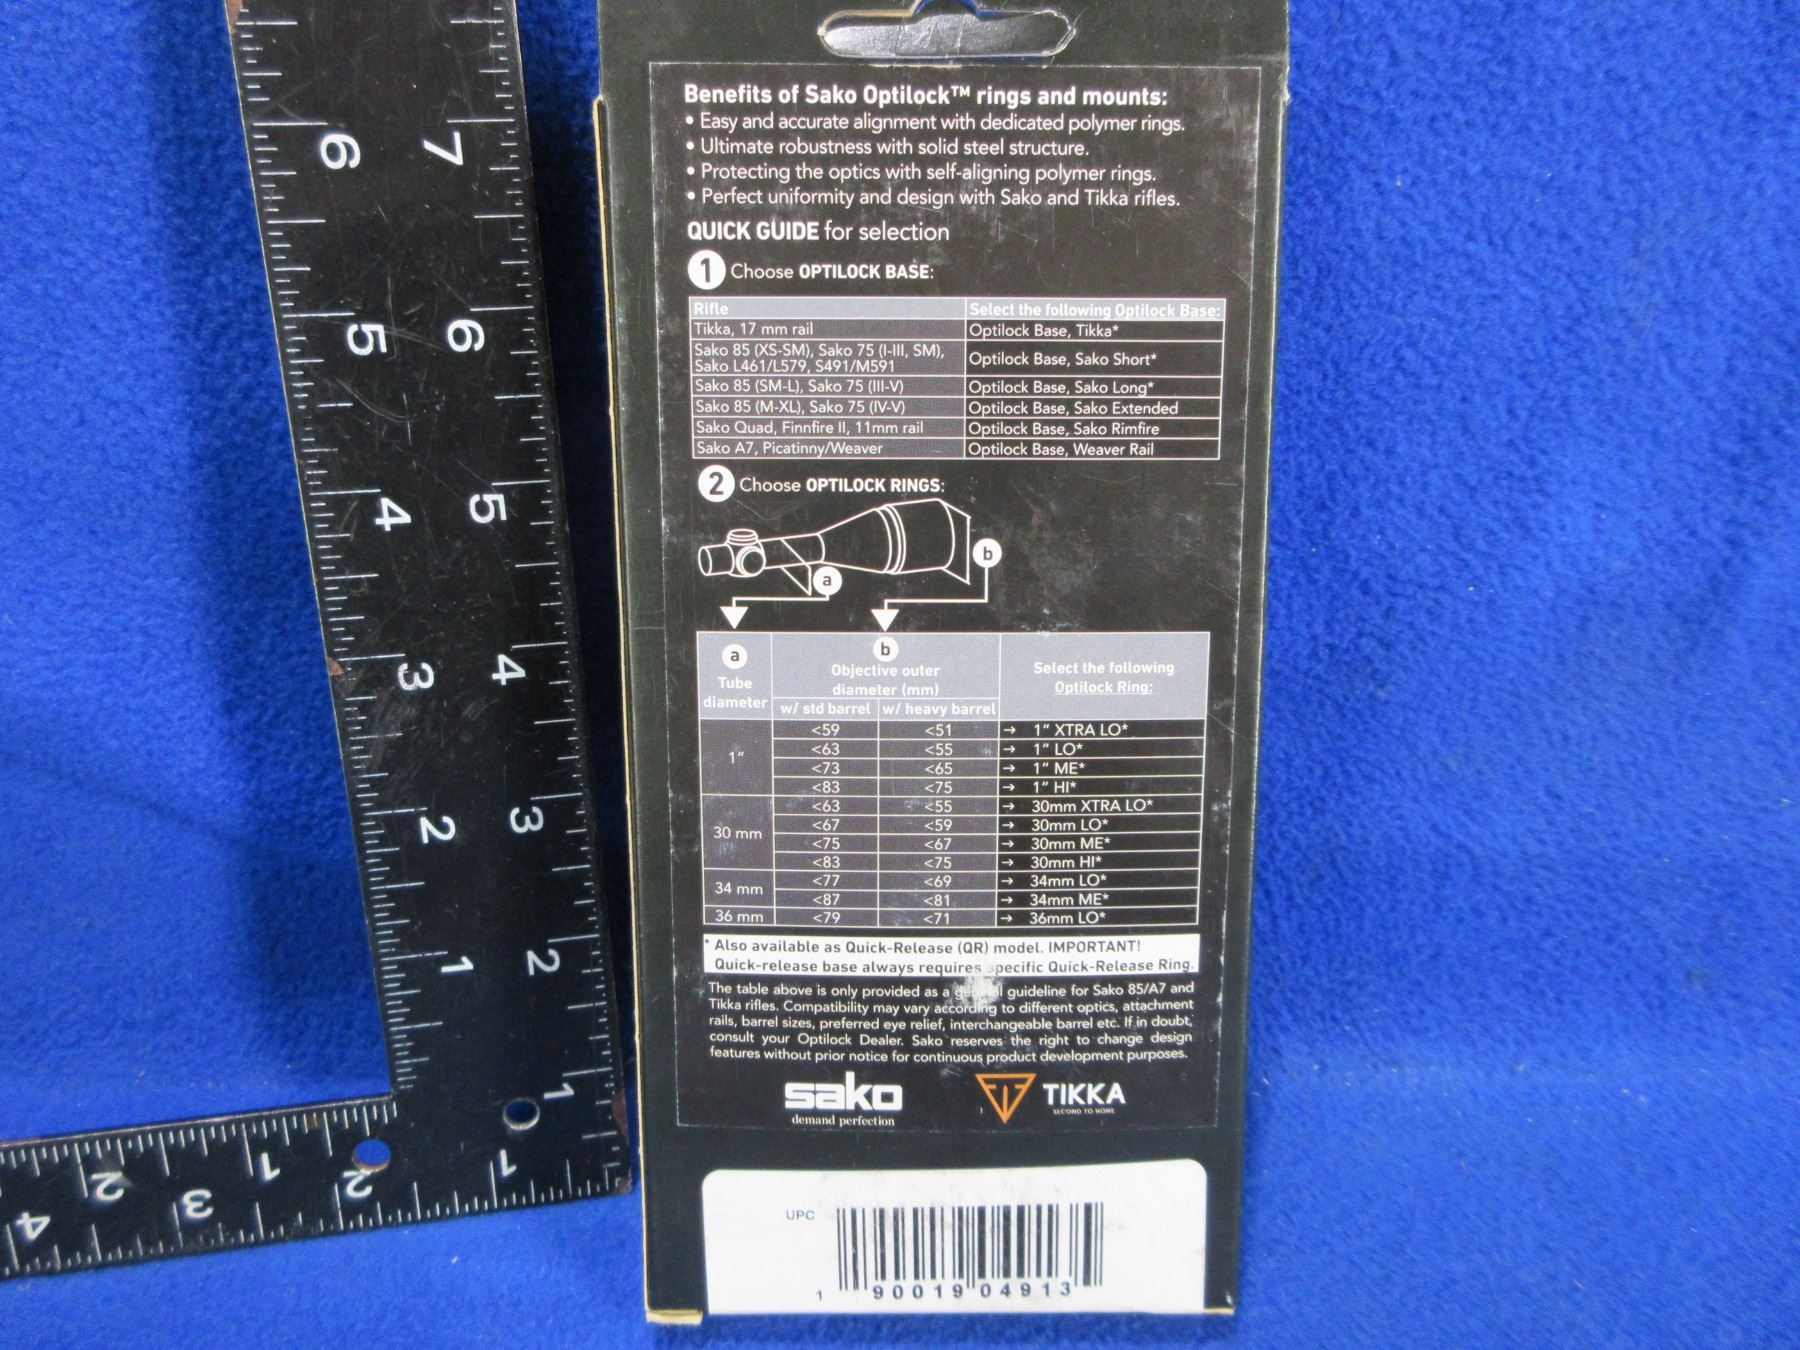 Benefits of Sako Optilock™ rings and mounts:
• Easy and accurate alignment with dedicated polymer rings.
• Ultimate robustness with solid steel structure.
• Protecting the optics with self-aligning polymer rings.
• Perfect uniformity and design with Sako and Tikka rifles.
QUICK GUIDE for selection
1 Choose OPTILOCK BASE:
Rifle Select the following Optilock Base:
Tikka, 17 mm rail Optilock Base, Tikka*
Sako 85 (XS-SM), Sako 75 (I-III, SM),
Sako L461/L579, S491/M591 Optilock Base, Sako Short*
Sako 85 (SM-L), Sako 75 (III-V) Optilock Base, Sako Long*
Sako 85 (M-XL), Sako 75 (IV-V) Optilock Base, Sako Extended
Sako Quad, Finnfire II, 11mm rail Optilock Base, Sako Rimfire
Sako A7, Picatinny/Weaver Optilock Base, Weaver Rail
2 Choose OPTILOCK RINGS:
b
a
a Tube diameter
b Objective outer diameter (mm)
Select the following Optilock Ring:
w/ std barrel w/ heavy barrel
1"
<59 <51 → 1" XTRA LO*
<63 <55 → 1" LO*
<73 <65 → 1" ME*
<83 <75 → 1" HI*
30 mm
<63 <55 → 30mm XTRA LO*
<67 <59 → 30mm LO*
<75 <67 → 30mm ME*
<83 <75 → 30mm HI*
34 mm
<77 <69 → 34mm LO*
<87 <81 → 34mm ME*
36 mm <79 <71 → 36mm LO*
* Also available as Quick-Release (QR) model. IMPORTANT!
Quick-release base always requires specific Quick-Release Ring.
The table above is only provided as a general guideline for Sako 85/A7 and
Tikka rifles. Compatibility may vary according to different optics, attachment
rails, barrel sizes, preferred eye relief, interchangeable barrel etc. If in doubt,
consult your Optilock Dealer. Sako reserves the right to change design
features without prior notice for continuous product development purposes.
sako
demand perfection
TIKKA
SECOND TO NONE
UPC
1 90019 04913
6 7
5 6
4 5
3 4
2 3
1 2
1
2 1 2 1
4 3